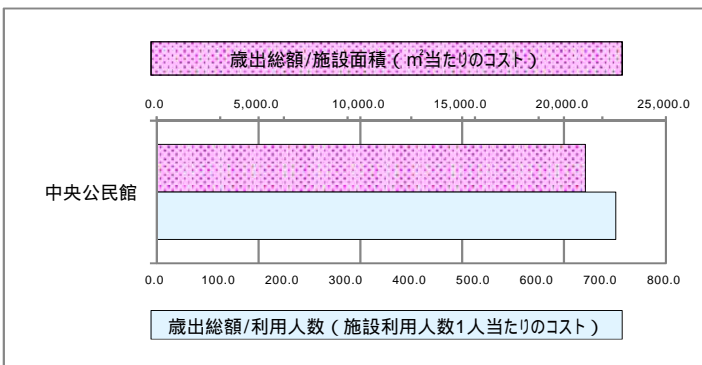 歳出総額/施設面積（㎡当たりのコスト）
0.0 5,000.0 10,000.0 15,000.0 20,000.0 25,000.0
中央公民館
0.0 100.0 200.0 300.0 400.0 500.0 600.0 700.0 800.0
歳出総額/利用人数（施設利用人数1人当たりのコスト）